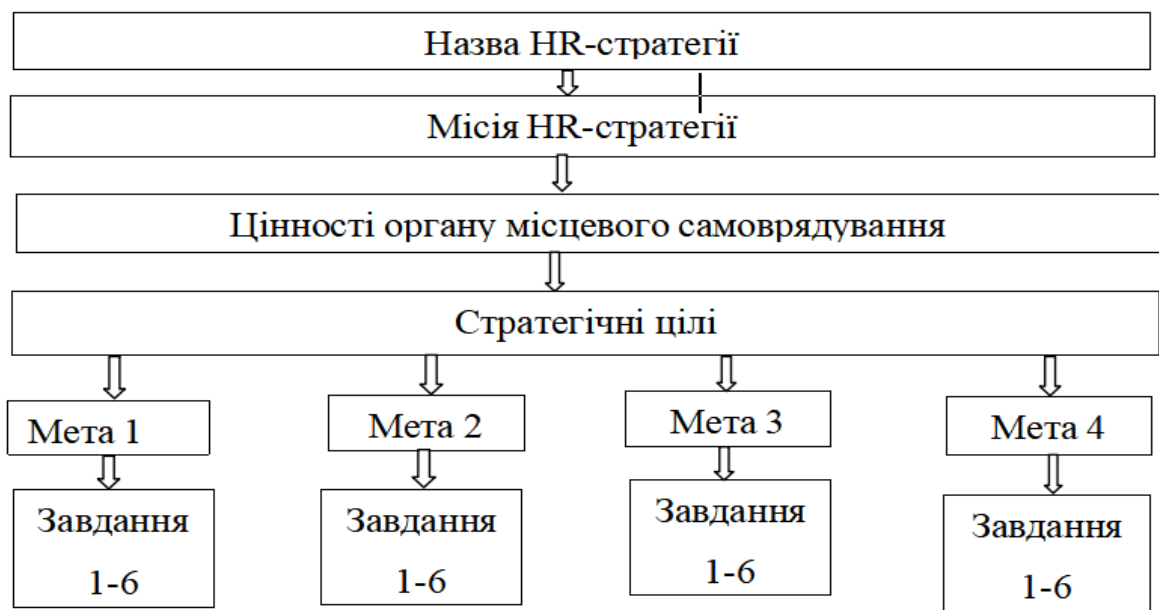 Назва HR-стратегії
Місія HR-стратегії
Цінності органу місцевого самоврядування
Стратегічні цілі
Мета 1
Мета 2
Мета 3
Мета 4
Завдання
1-6
Завдання
1-6
Завдання
1-6
Завдання
1-6